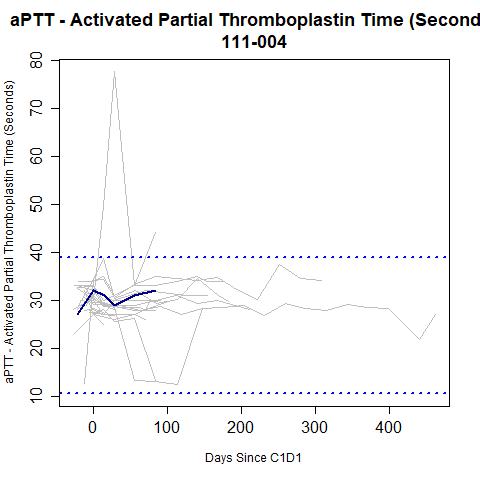 aPTT - Activated Partial Thromboplastin Time (Second
111-004
aPTT - Activated Partial Thromboplastin Time (Seconds)
80
70
60
50
40
30
20
10
0 100 200 300 400
Days Since C1D1